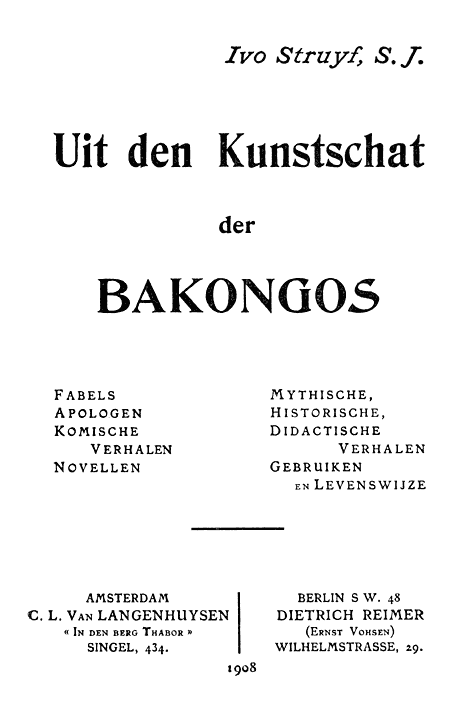 Ivo Struyf, S. J.
Uit den Kunstschat
der
BAKONGOS
FABELS
APOLOGEN
KOMISCHE
VERHALEN
NOVELLEN
MYTHISCHE,
HISTORISCHE,
DIDACTISCHE
VERHALEN
GEBRUIKEN
EN LEVENSWIJZE
AMSTERDAM
C. L. VAN LANGENHUYSEN
« IN DEN BERG THABOR »
SINGEL, 434.
BERLIN S W. 48
DIETRICH REIMER
(ERNST VOHSEN)
WILHELMSTRASSE, 29.
1908